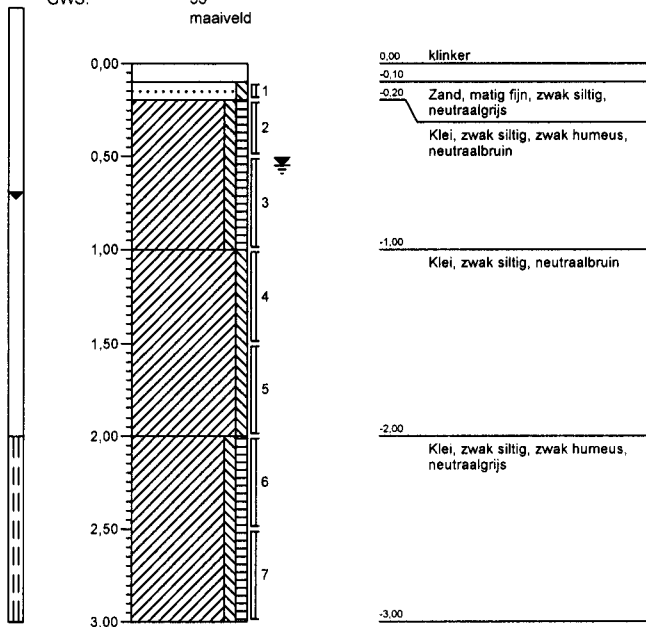 maaiveld
0,00
0,50
1,00
1,50
2,00
2,50
3,00
1
2
3
4
5
6
7
0,00 klinker
-0,10
-0,20 Zand, matig fijn, zwak siltig,
neutraalgrijs
Klei, zwak siltig, zwak humeus,
neutraalbruin
-1,00
Klei, zwak siltig, neutraalbruin
-2,00
Klei, zwak siltig, zwak humeus,
neutraalgrijs
-3,00